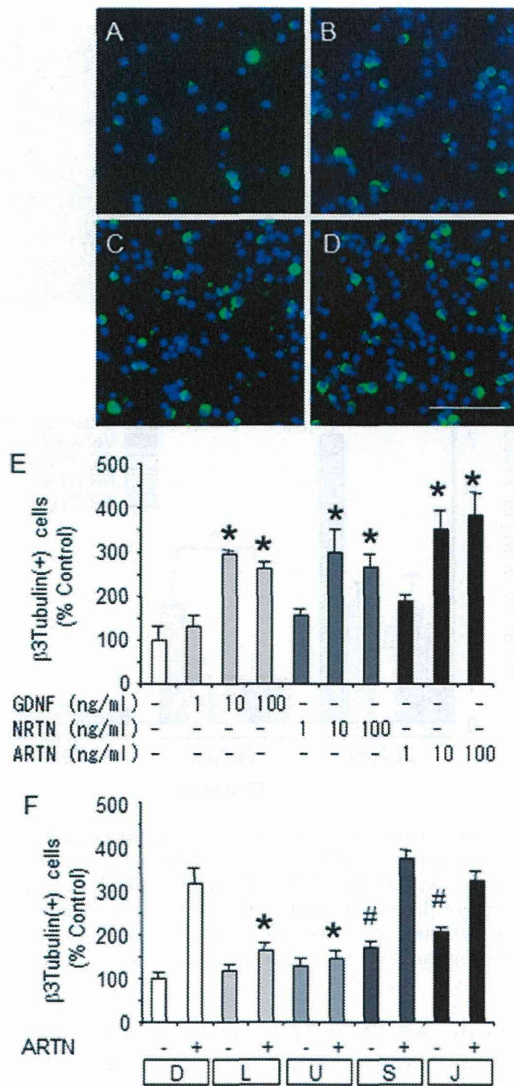 A B
C D
E
β3Tubulin(+) cells
(% Control)
500
400
300
200
100
0
* * * * * *
GDNF (ng/ml) - 1 10 100 - - - - - -
NRTN (ng/ml) - - - - 1 10 100 - - -
ARTN (ng/ml) - - - - - - - 1 10 100
F
β3Tubulin(+) cells
(% Control)
500
400
300
200
100
0
* * # #
ARTN - + - + - + - + - +
D L U S J